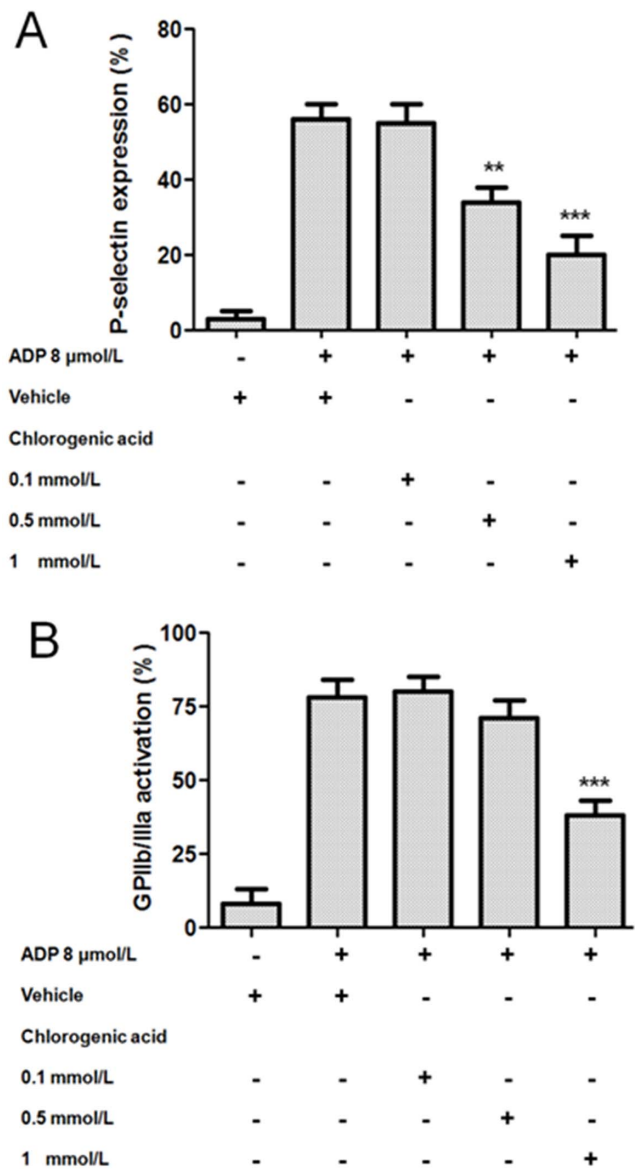 A
P-selectin expression (%)
80
60
40
20
0
**
***
ADP 8 µmol/L - + + + +
Vehicle + + - - -
Chlorogenic acid
0.1 mmol/L - - + - -
0.5 mmol/L - - - + -
1 mmol/L - - - - +
B
GPIIb/IIIa activation (%)
100
75
50
25
0
***
ADP 8 µmol/L - + + + +
Vehicle + + - - -
Chlorogenic acid
0.1 mmol/L - - + - -
0.5 mmol/L - - - + -
1 mmol/L - - - - +